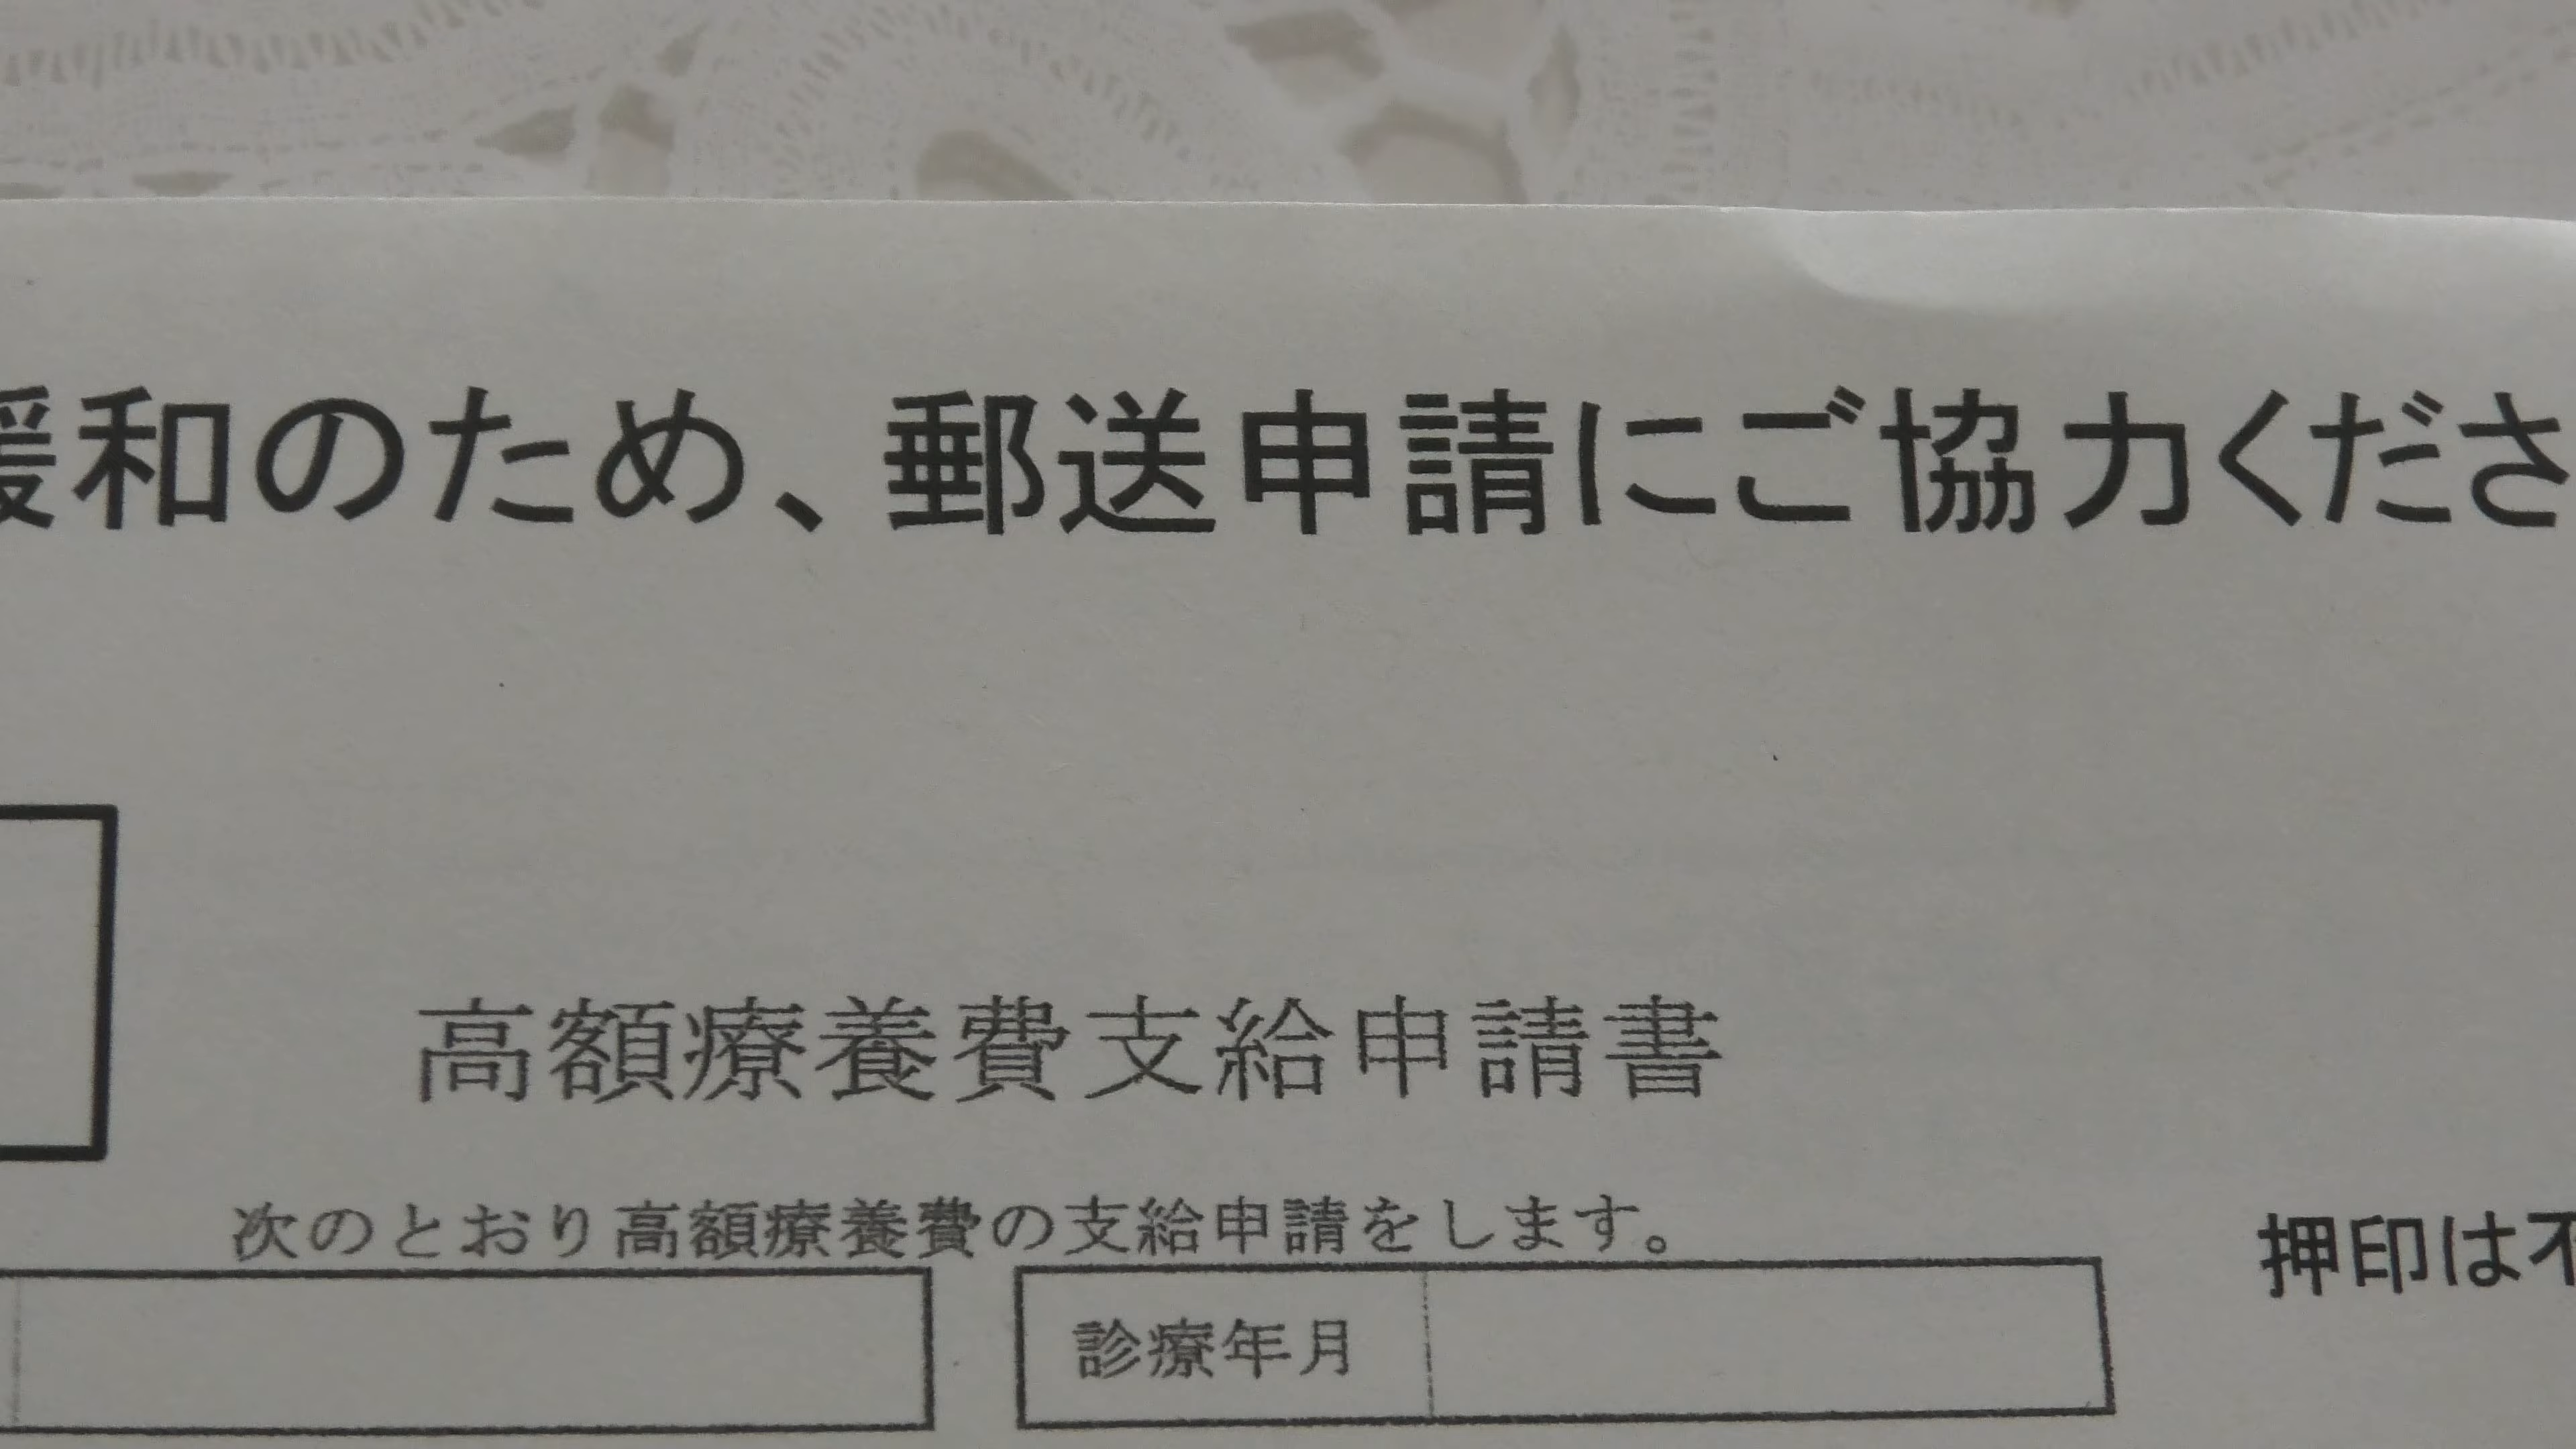 緩和のため、郵送申請にご協力くださ
高額療養費支給申請書
次のとおり高額療養費の支給申請をします。
押印は不
診療年月